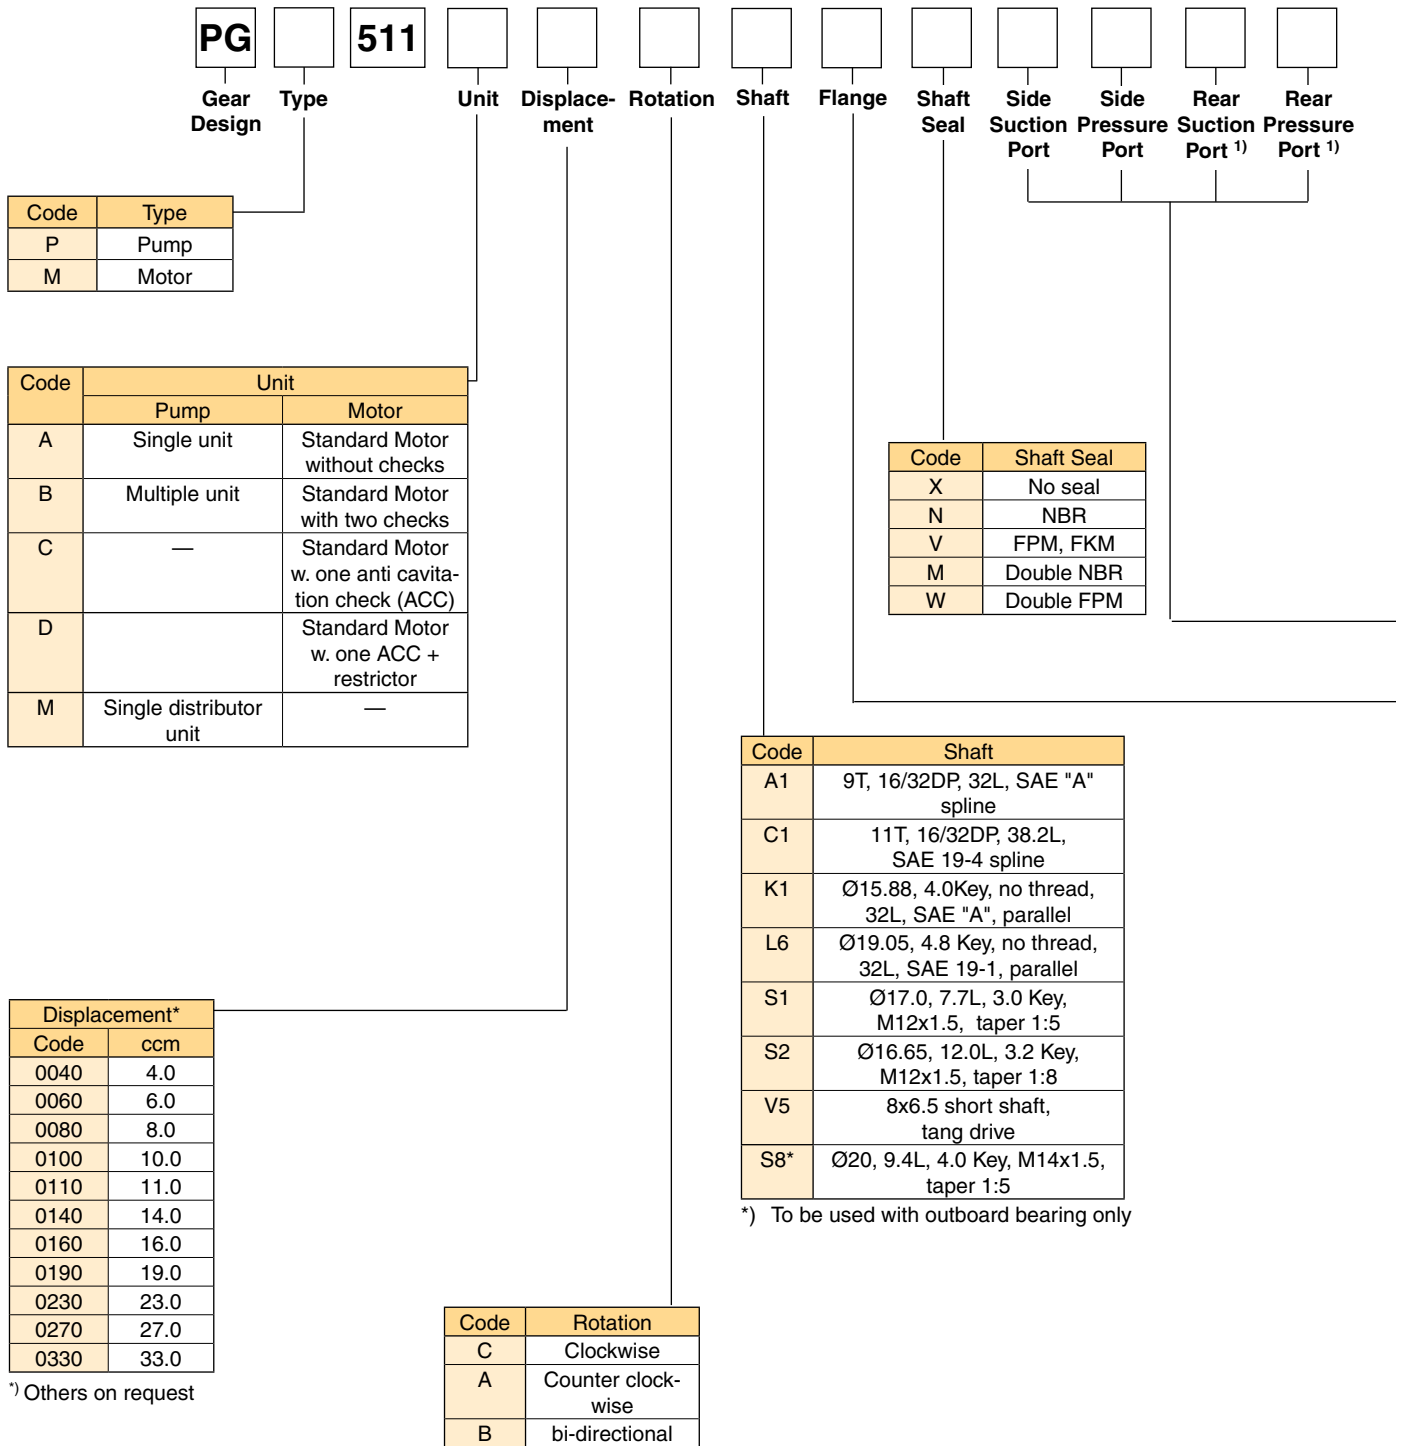 PG 511
Gear Design
Type
Unit
Displace-
ment
Rotation
Shaft
Flange
Shaft
Seal
Side
Suction
Port
Side
Pressure
Port
Rear
Suction
Port 1)
Rear
Pressure
Port 1)
Code Type
P Pump
M Motor
Code Unit
Pump Motor
A Single unit Standard Motor
without checks
B Multiple unit Standard Motor
with two checks
C — Standard Motor
w. one anti cavita-
tion check (ACC)
D Standard Motor
w. one ACC +
restrictor
M Single distributor —
unit
Code Shaft Seal
X No seal
N NBR
V FPM, FKM
M Double NBR
W Double FPM
Code Shaft
A1 9T, 16/32DP, 32L, SAE "A"
spline
C1 11T, 16/32DP, 38.2L,
SAE 19-4 spline
K1 Ø15.88, 4.0Key, no thread,
32L, SAE "A", parallel
L6 Ø19.05, 4.8 Key, no thread,
32L, SAE 19-1, parallel
S1 Ø17.0, 7.7L, 3.0 Key,
M12x1.5, taper 1:5
S2 Ø16.65, 12.0L, 3.2 Key,
M12x1.5, taper 1:8
V5 8x6.5 short shaft,
tang drive
S8* Ø20, 9.4L, 4.0 Key, M14x1.5,
taper 1:5
*) To be used with outboard bearing only
Displacement*
Code ccm
0040 4.0
0060 6.0
0080 8.0
0100 10.0
0110 11.0
0140 14.0
0160 16.0
0190 19.0
0230 23.0
0270 27.0
0330 33.0
*) Others on request
Code Rotation
C Clockwise
A Counter clock-
wise
B bi-directional